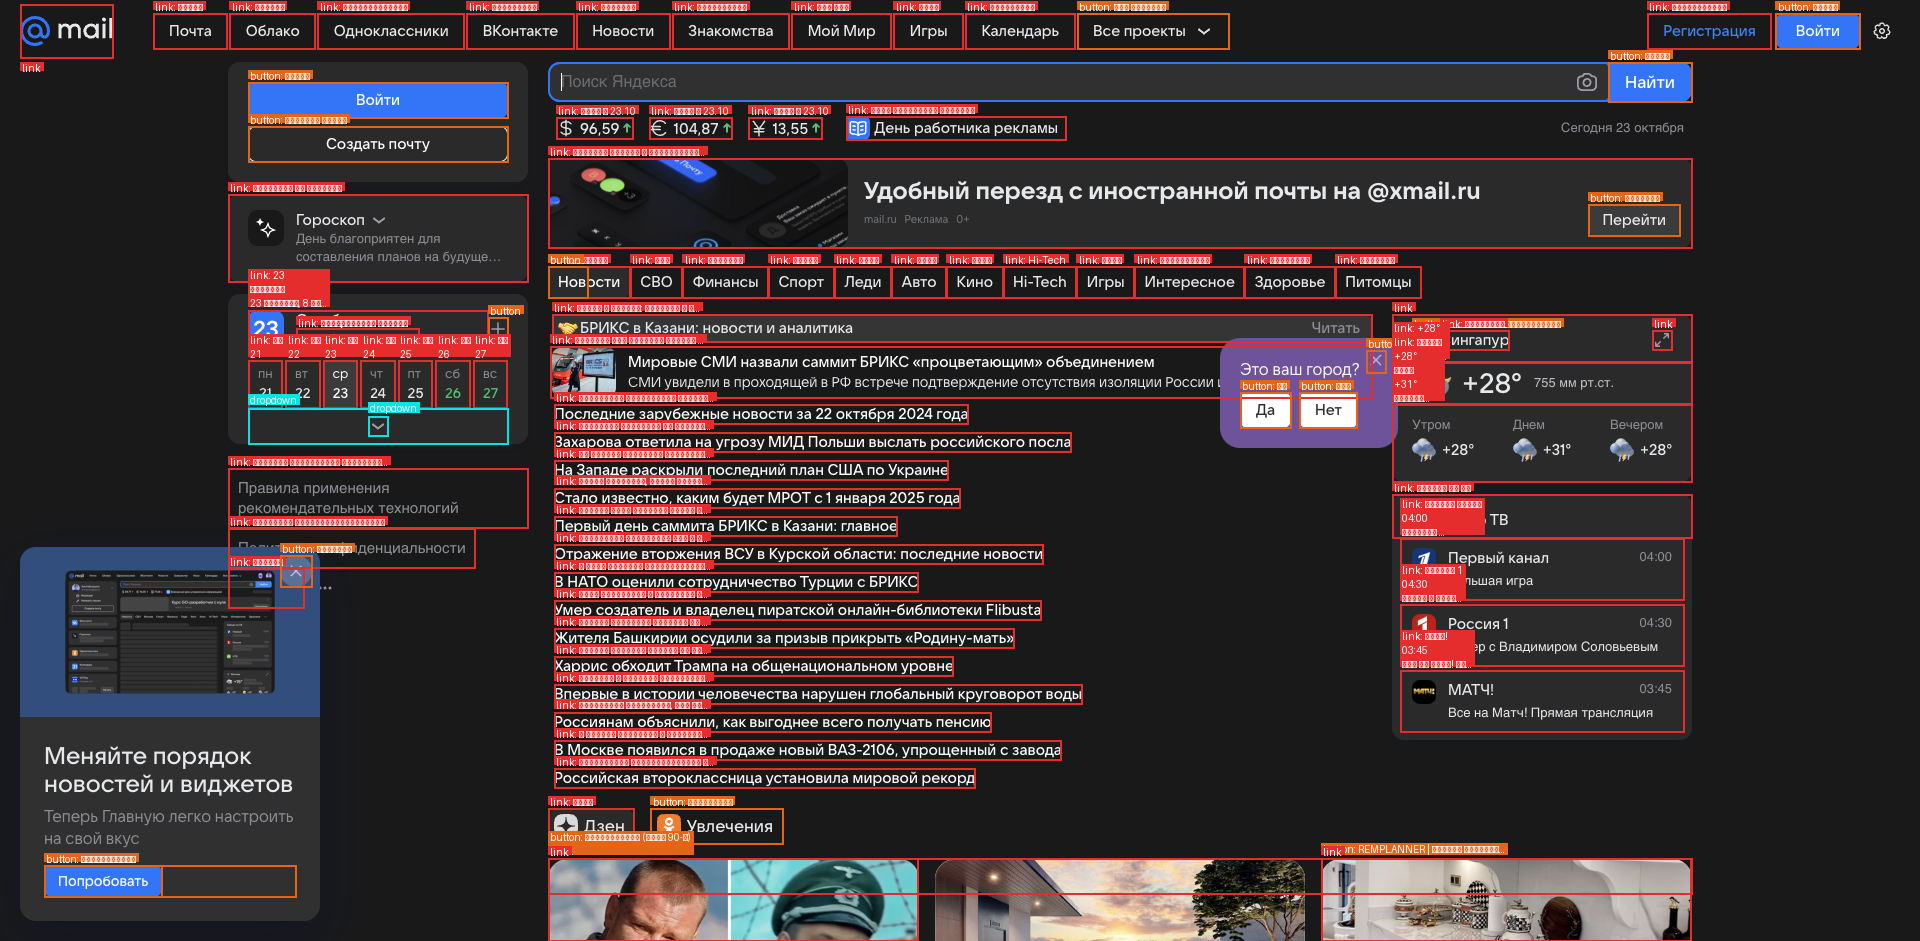 @ mail
Почта
Облако
Одноклассники
ВКонтакте
Новости
Знакомства
Мой Мир
Игры
Календарь
Все проекты
Регистрация
Войти
Войти
Создать почту
Поиск Яндекса
Найти
$ 96,59
€ 104,87
¥ 13,55
День работника рекламы
Сегодня 23 октября
Удобный перезд с иностранной почты на @xmail.ru
mail.ru Реклама 0+
Перейти
Гороскоп
День благоприятен для
составления планов на будуще...
23
пн вт ср чт пт сб вс
21 22 23 24 25 26 27
Правила применения
рекомендательных технологий
Новости
СВО
Финансы
Спорт
Леди
Авто
Кино
Hi-Tech
Игры
Интересное
Здоровье
Питомцы
БРИКС в Казани: новости и аналитика
Читать
Мировые СМИ назвали саммит БРИКС «процветающим» объединением
СМИ увидели в проходящей в РФ встрече подтверждение отсутствия изоляции России
Последние зарубежные новости за 22 октября 2024 года
Захарова ответила на угрозу МИД Польши выслать российского посла
На Западе раскрыли последний план США по Украине
Стало известно, каким будет МРОТ с 1 января 2025 года
Первый день саммита БРИКС в Казани: главное
Отражение вторжения ВСУ в Курской области: последние новости
В НАТО оценили сотрудничество Турции с БРИКС
Умер создатель и владелец пиратской онлайн-библиотеки Flibusta
Жителя Башкирии осудили за призыв прикрыть «Родину-мать»
Харрис обходит Трампа на общенациональном уровне
Впервые в истории человечества нарушен глобальный круговорот воды
Россиянам объяснили, как выгоднее всего получать пенсию
В Москве появился в продаже новый ВАЗ-2106, упрощенный с завода
Российская второклассница установила мировой рекорд
Дзен
Увлечения
Это ваш город?
Да
Нет
+28° 755 мм рт.ст.
Утром Днем Вечером
+28° +31° +28°
ТВ
Первый канал 04:00
Россия 1 04:30
с Владимиром Соловьевым
МАТЧ! 03:45
Все на Матч! Прямая трансляция
Меняйте порядок
новостей и виджетов
Теперь Главную легко настроить
на свой вкус
Попробовать